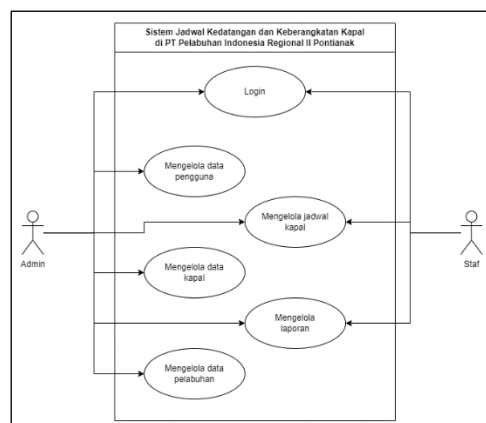 Sistem Jadwal Kedatangan dan Keberangkatan Kapal
di PT Pelabuhan Indonesia Regional II Pontianak
Login
Mengelola data
pengguna
Mengelola jadwal
kapal
Admin
Staf
Mengelola data
kapal
Mengelola
laporan
Mengelola data
pelabuhan